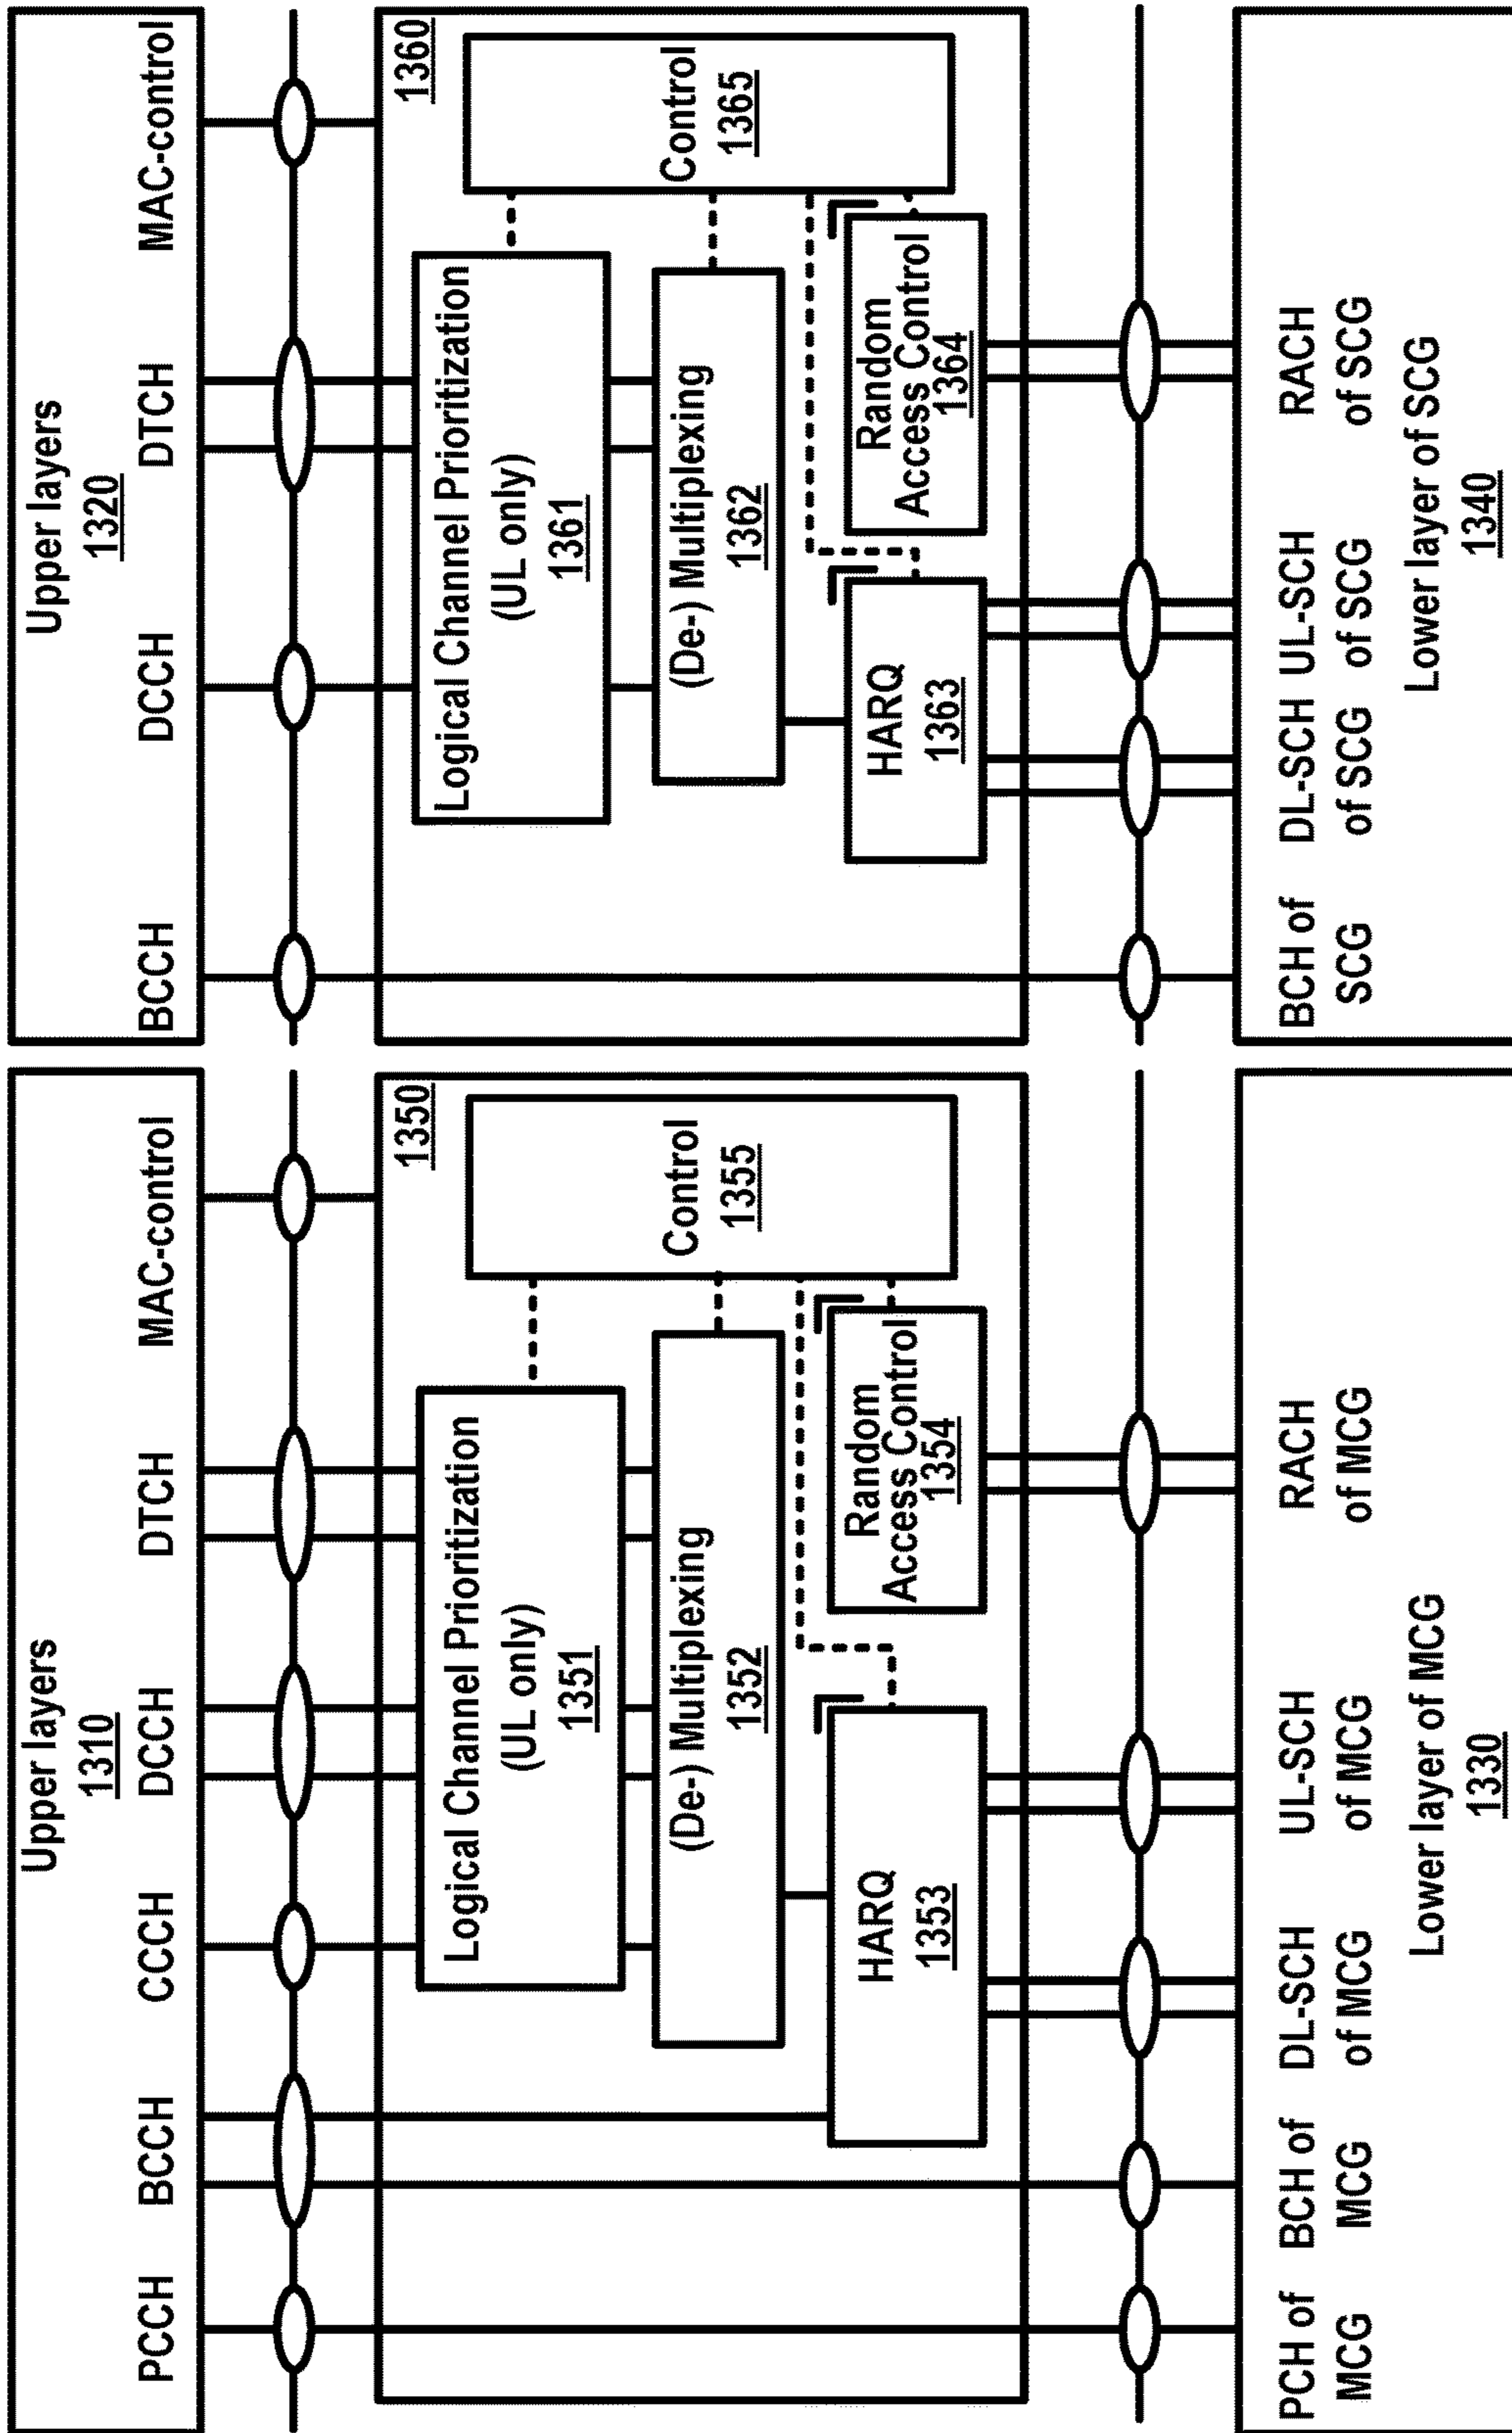 Upper layers
1310
PCCH BCCH CCCH DCCH DTCH MAC-control
1350
Logical Channel Prioritization
(UL only)
1351
(De-) Multiplexing
1352
HARQ
1353
Random
Access Control
1354
Control
1355
PCH of
MCG
BCH of
MCG
DL-SCH
of MCG
UL-SCH
of MCG
RACH
of MCG
Lower layer of MCG
1330
Upper layers
1320
BCCH DCCH DTCH MAC-control
1360
Logical Channel Prioritization
(UL only)
1361
(De-) Multiplexing
1362
HARQ
1363
Random
Access Control
1364
Control
1365
BCH of
SCG
DL-SCH
of SCG
UL-SCH
of SCG
RACH
of SCG
Lower layer of SCG
1340